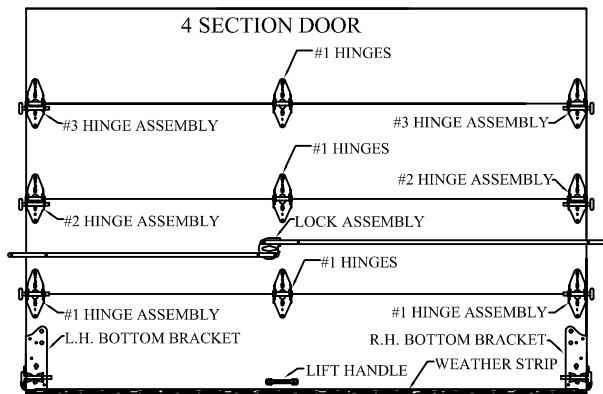 4 SECTION DOOR
#1 HINGES
#3 HINGE ASSEMBLY
#3 HINGE ASSEMBLY
#1 HINGES
#2 HINGE ASSEMBLY
#2 HINGE ASSEMBLY
LOCK ASSEMBLY
#1 HINGES
#1 HINGE ASSEMBLY
#1 HINGE ASSEMBLY
L.H. BOTTOM BRACKET
R.H. BOTTOM BRACKET
WEATHER STRIP
LIFT HANDLE